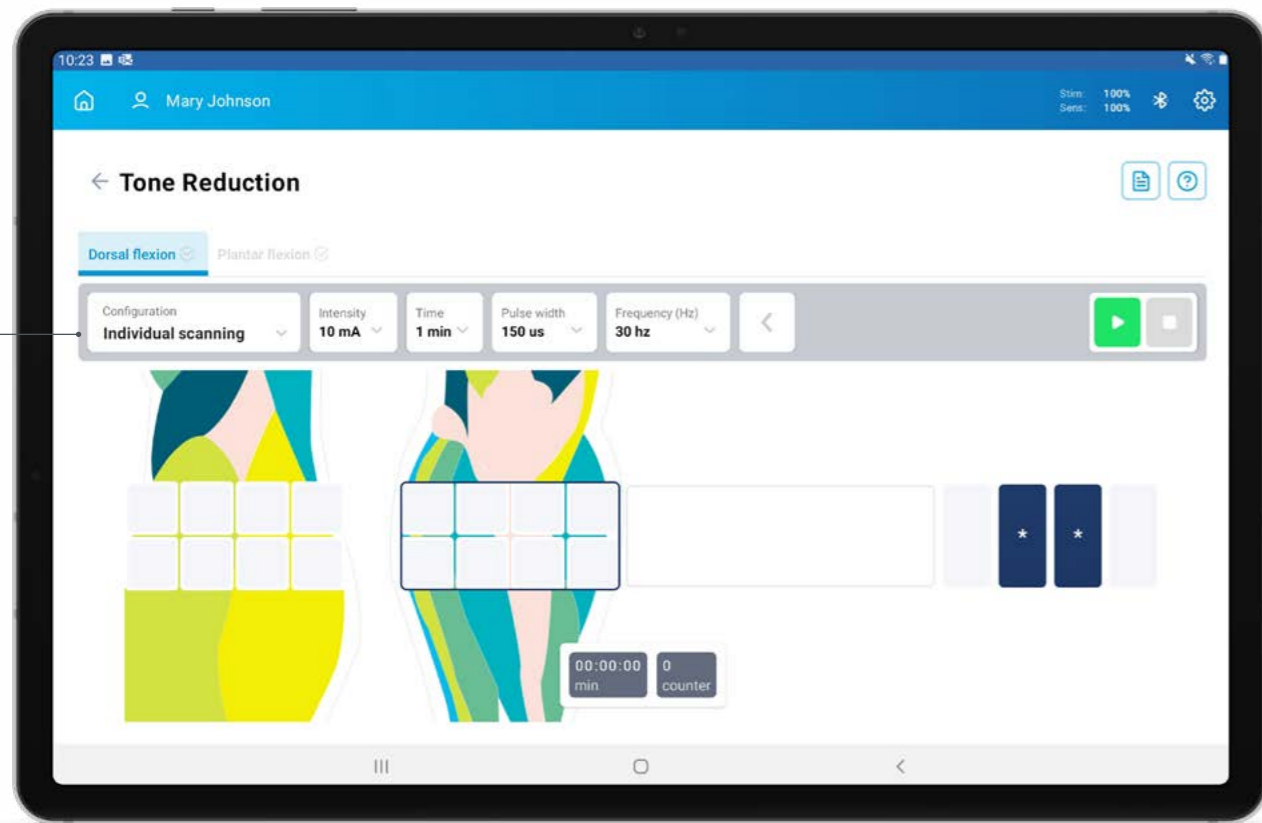 10:23
Mary Johnson
Stim: 100%
Sens: 100%
Tone Reduction
Dorsal flexion
Plantar flexion
Configuration
Individual scanning
Intensity
10 mA
Time
1 min
Pulse width
150 us
Frequency (Hz)
30 hz
* *
00:00:00
min
0
counter